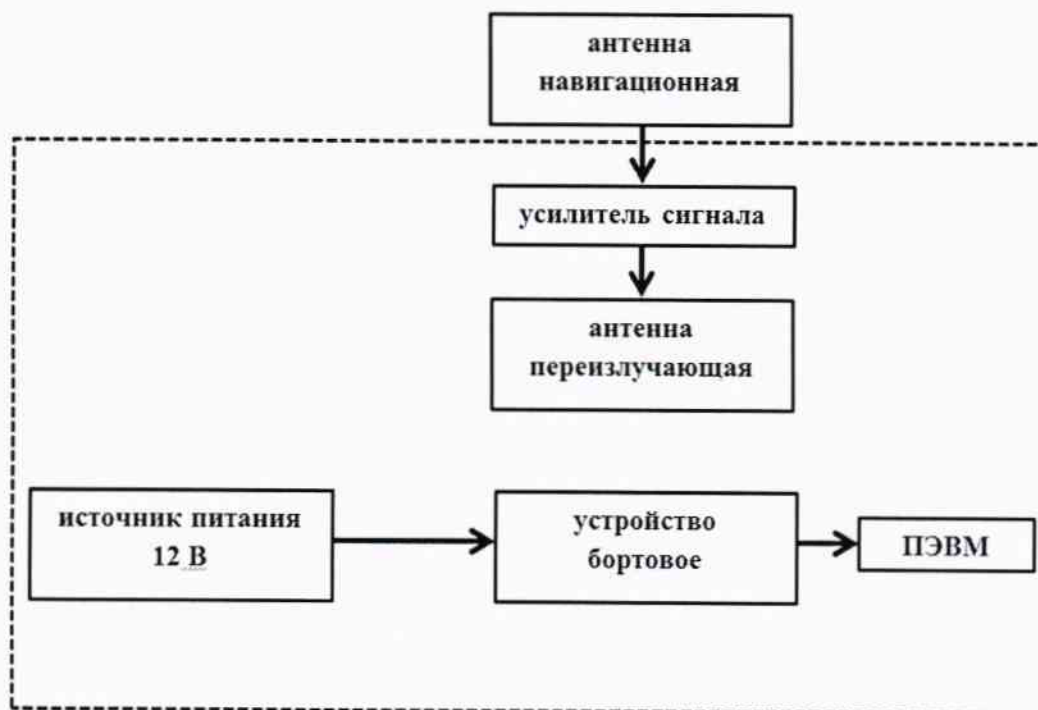 антенна
навигационная
усилитель сигнала
антенна
переизлучающая
источник питания
12 В
устройство
бортовое
ПЭВМ